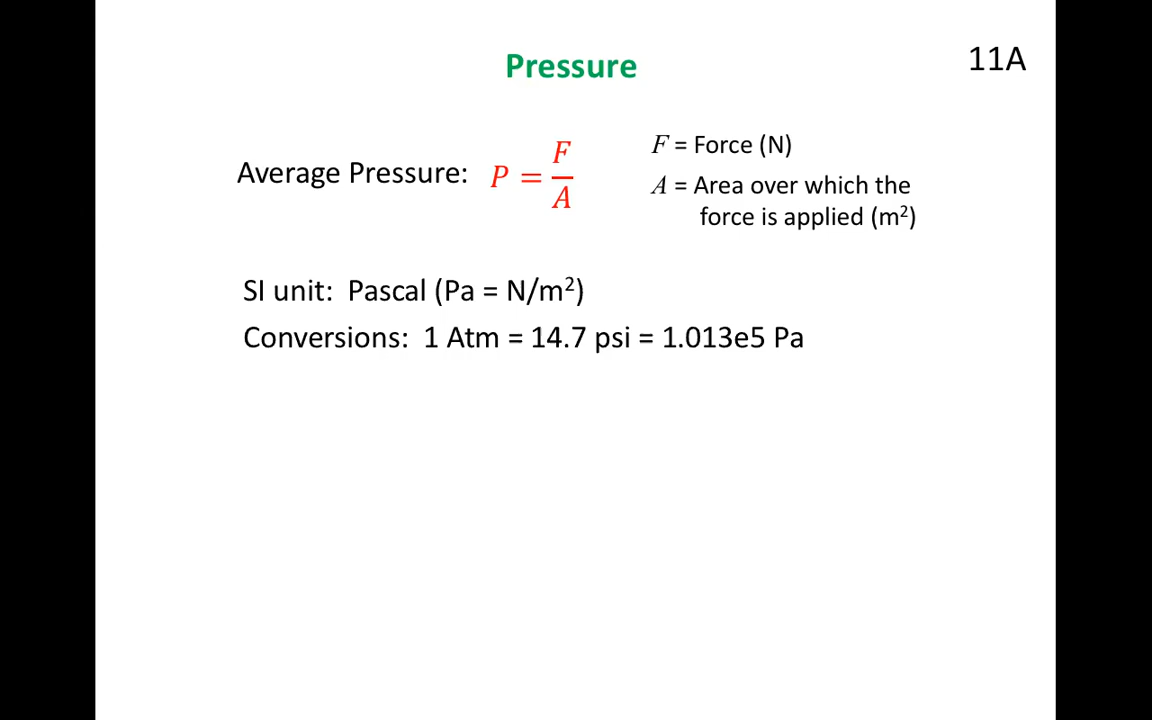 Pressure
11A
Average Pressure: P = F/A
F = Force (N)
A = Area over which the
force is applied (m²)
SI unit: Pascal (Pa = N/m²)
Conversions: 1 Atm = 14.7 psi = 1.013e5 Pa